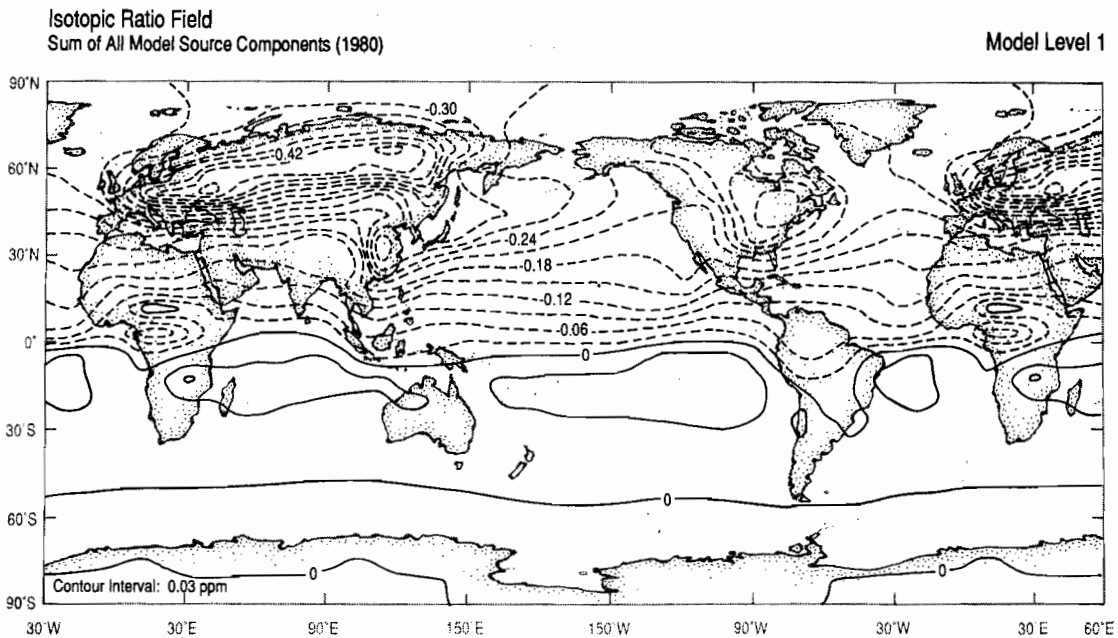 Isotopic Ratio Field
Sum of All Model Source Components (1980)
Model Level 1
90°N
60°N
30°N
0°
30°S
60°S
90°S
-0.30
-0.42
-0.24
-0.18
-0.12
-0.06
0
0
0
0
Contour Interval: 0.03 ppm
30°W
30°E
90°E
150°E
150°W
90°W
30°W
30°E
60°E